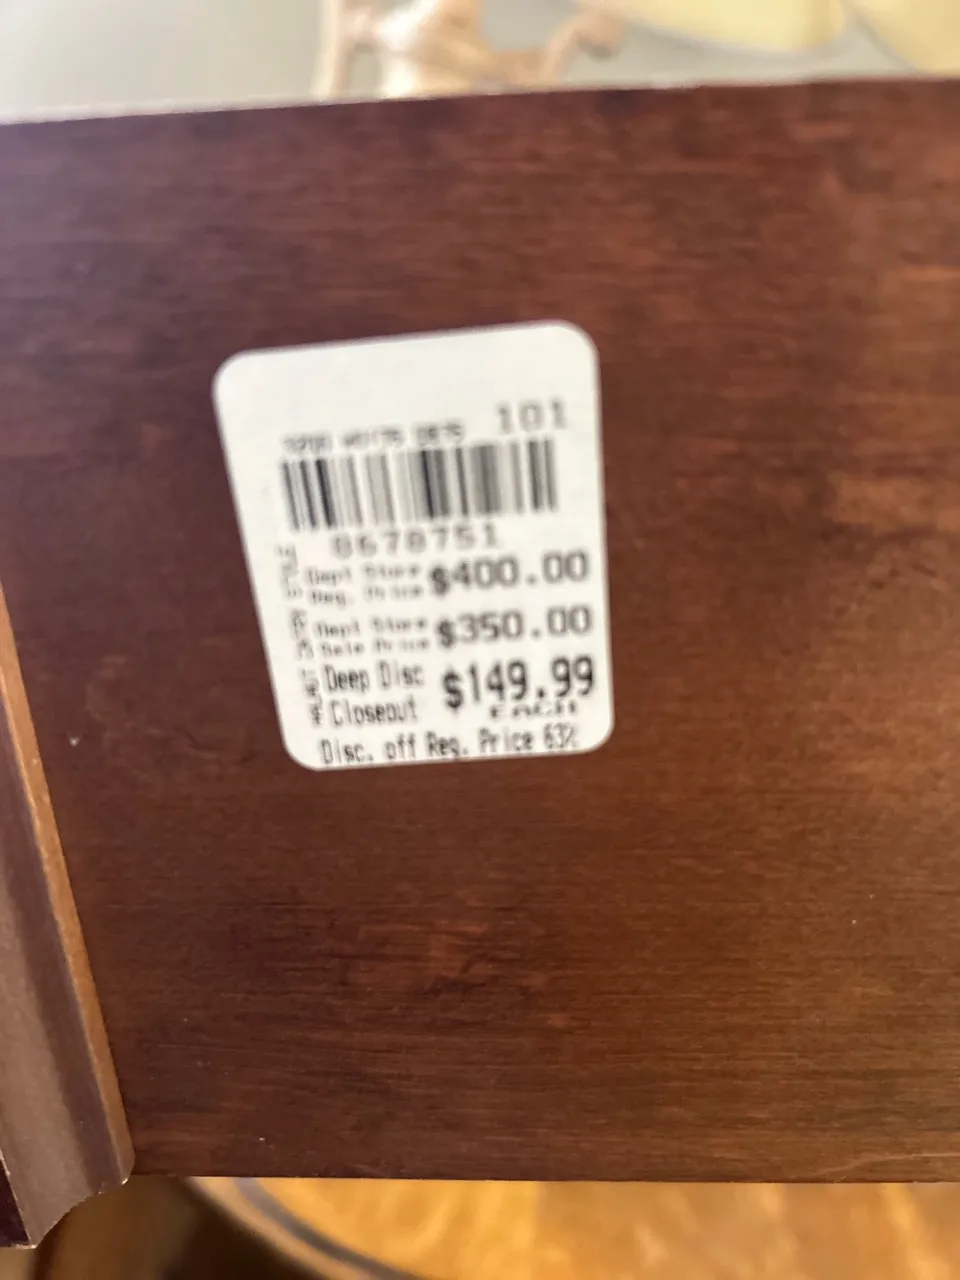 101
8678751
Dept Store
Reg. Price $400.00
Dept Store
Sale Price $350.00
Deep Disc
Closeout $149.99
EACH
Disc. off Reg. Price 63%